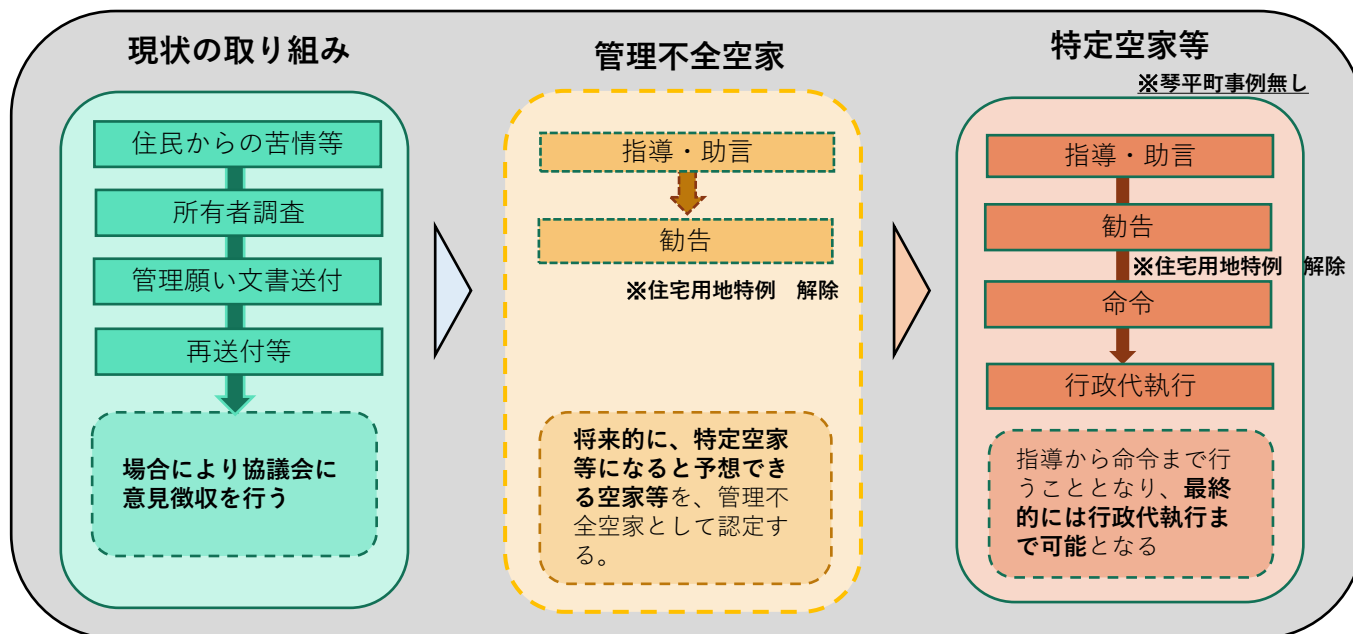 現状の取り組み
住民からの苦情等
所有者調査
管理願い文書送付
再送付等
場合により協議会に
意見徴収を行う
管理不全空家
指導・助言
勧告
※住宅用地特例　解除
将来的に、特定空家
等になると予想でき
る空家等を、管理不
全空家として認定す
る。
特定空家等
※琴平町事例無し
指導・助言
勧告
※住宅用地特例　解除
命令
行政代執行
指導から命令まで行
うこととなり、最終
的には行政代執行ま
で可能となる